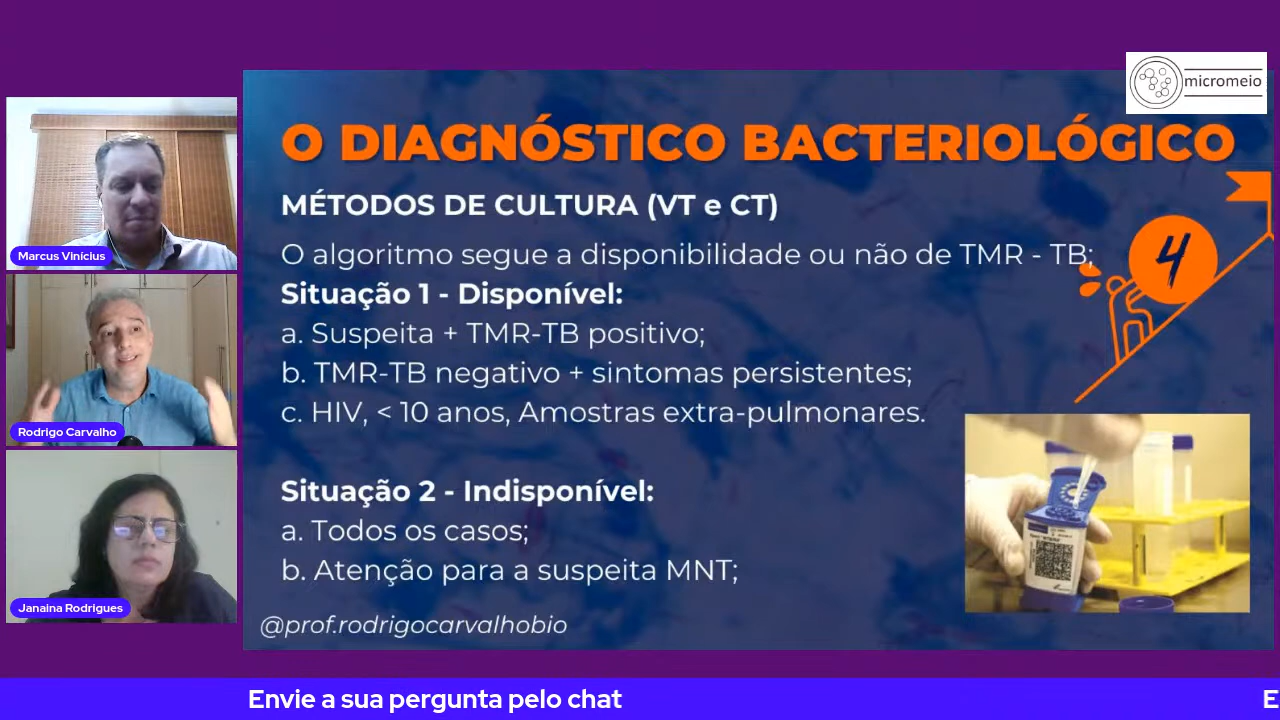 micromeio
O DIAGNÓSTICO BACTERIOLÓGICO
MÉTODOS DE CULTURA (VT e CT)
O algoritmo segue a disponibilidade ou não de TMR - TB;
4
Situação 1 - Disponível:
a. Suspeita + TMR-TB positivo;
b. TMR-TB negativo + sintomas persistentes;
c. HIV, < 10 anos, Amostras extra-pulmonares.
Situação 2 - Indisponível:
a. Todos os casos;
b. Atenção para a suspeita MNT;
@prof.rodrigocarvalhobio
Marcus Vinícius
Rodrigo Carvalho
Janaina Rodrigues
Envie a sua pergunta pelo chat
E